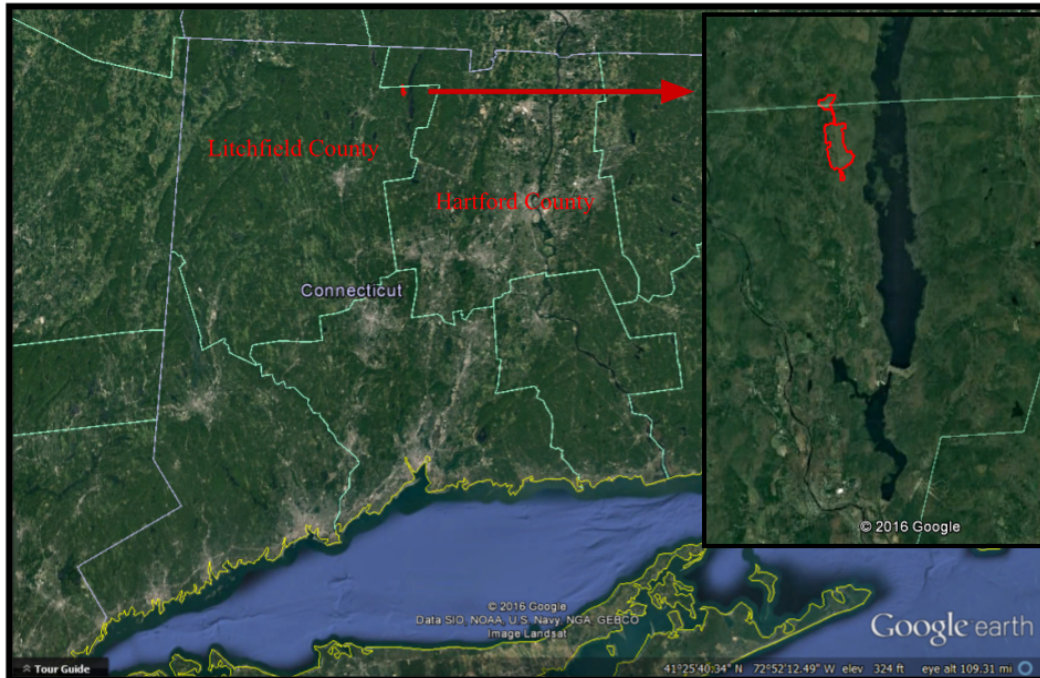 Litchfield County
Hartford County
Connecticut
© 2016 Google
© 2016 Google
Data SIO, NOAA, U.S. Navy, NGA, GEBCO
Image Landsat
Google earth
Tour Guide
41°25'40.34" N 72°52'12.49" W elev 324 ft eye alt 109.31 mi